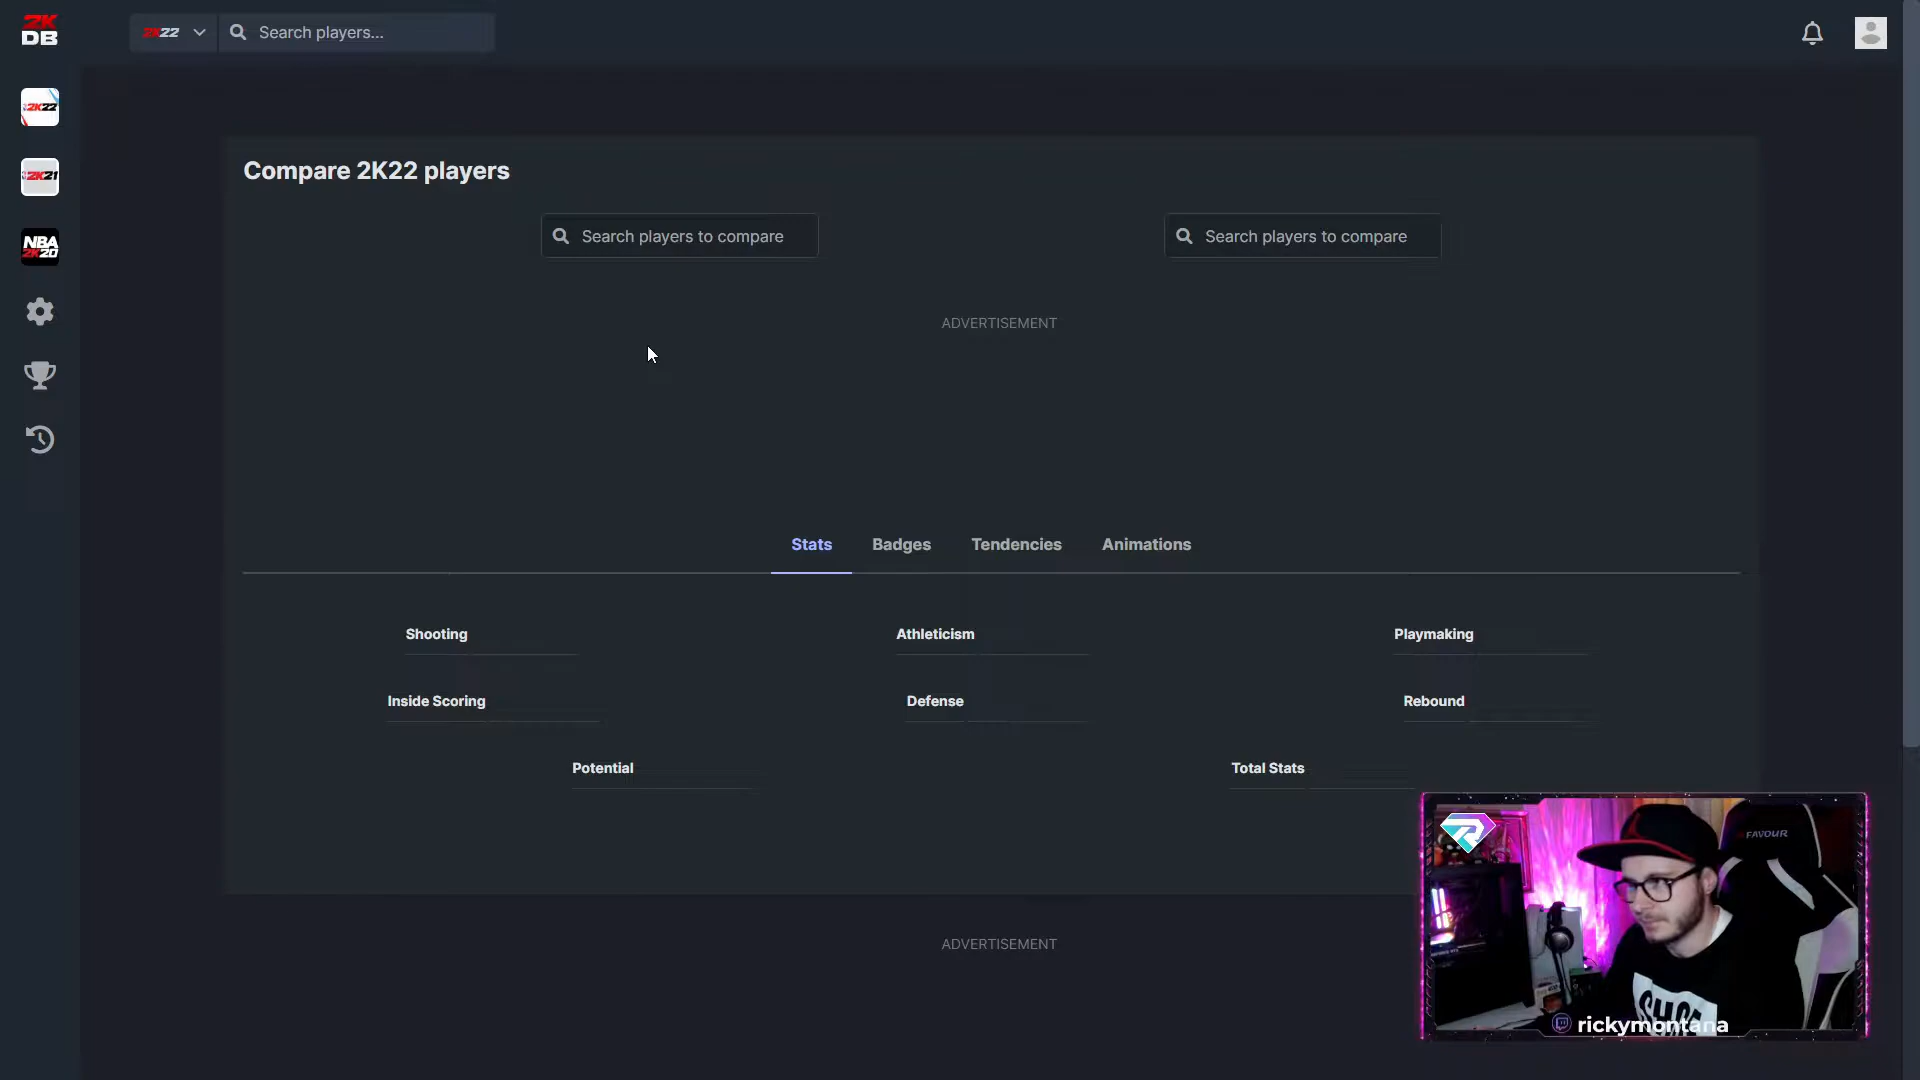 2K
DB
2K22
Search players...
2K22
2K21
NBA
2K20
Compare 2K22 players
Search players to compare
Search players to compare
ADVERTISEMENT
Stats
Badges
Tendencies
Animations
Shooting
Athleticism
Playmaking
Inside Scoring
Defense
Rebound
Potential
Total Stats
ADVERTISEMENT
FAVOUR
rickymontana